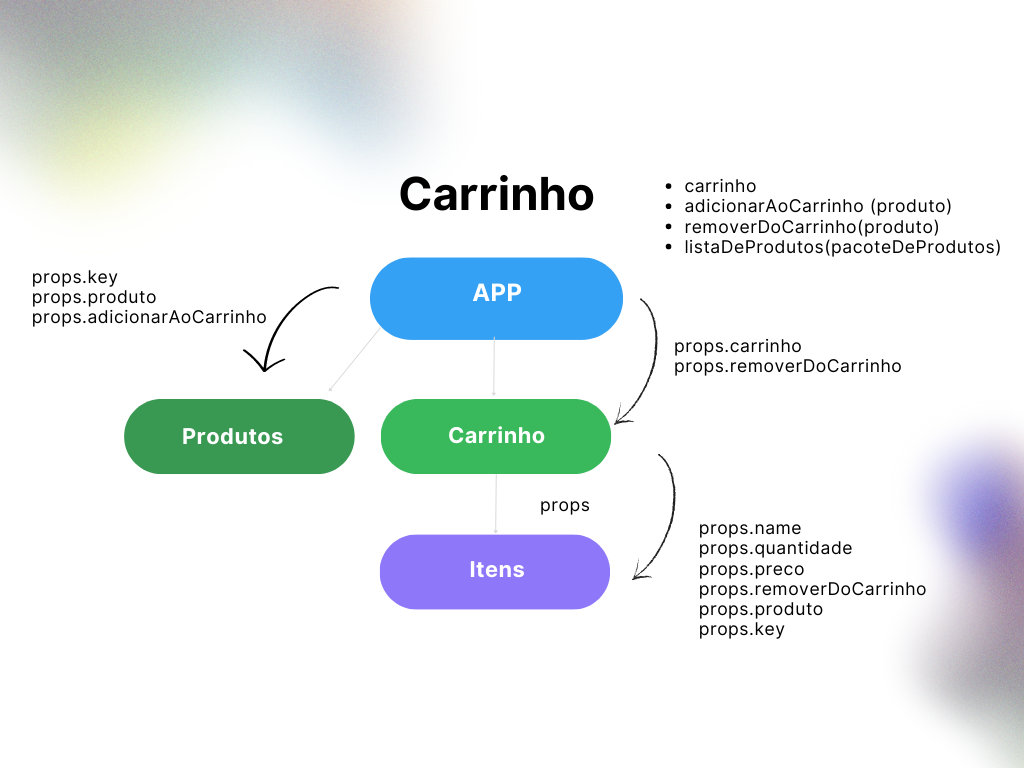 Carrinho
• carrinho
• adicionarAoCarrinho (produto)
• removerDoCarrinho(produto)
• listaDeProdutos(pacoteDeProdutos)
APP
props.key
props.produto
props.adicionarAoCarrinho
props.carrinho
props.removerDoCarrinho
Produtos
Carrinho
props
Itens
props.name
props.quantidade
props.preco
props.removerDoCarrinho
props.produto
props.key